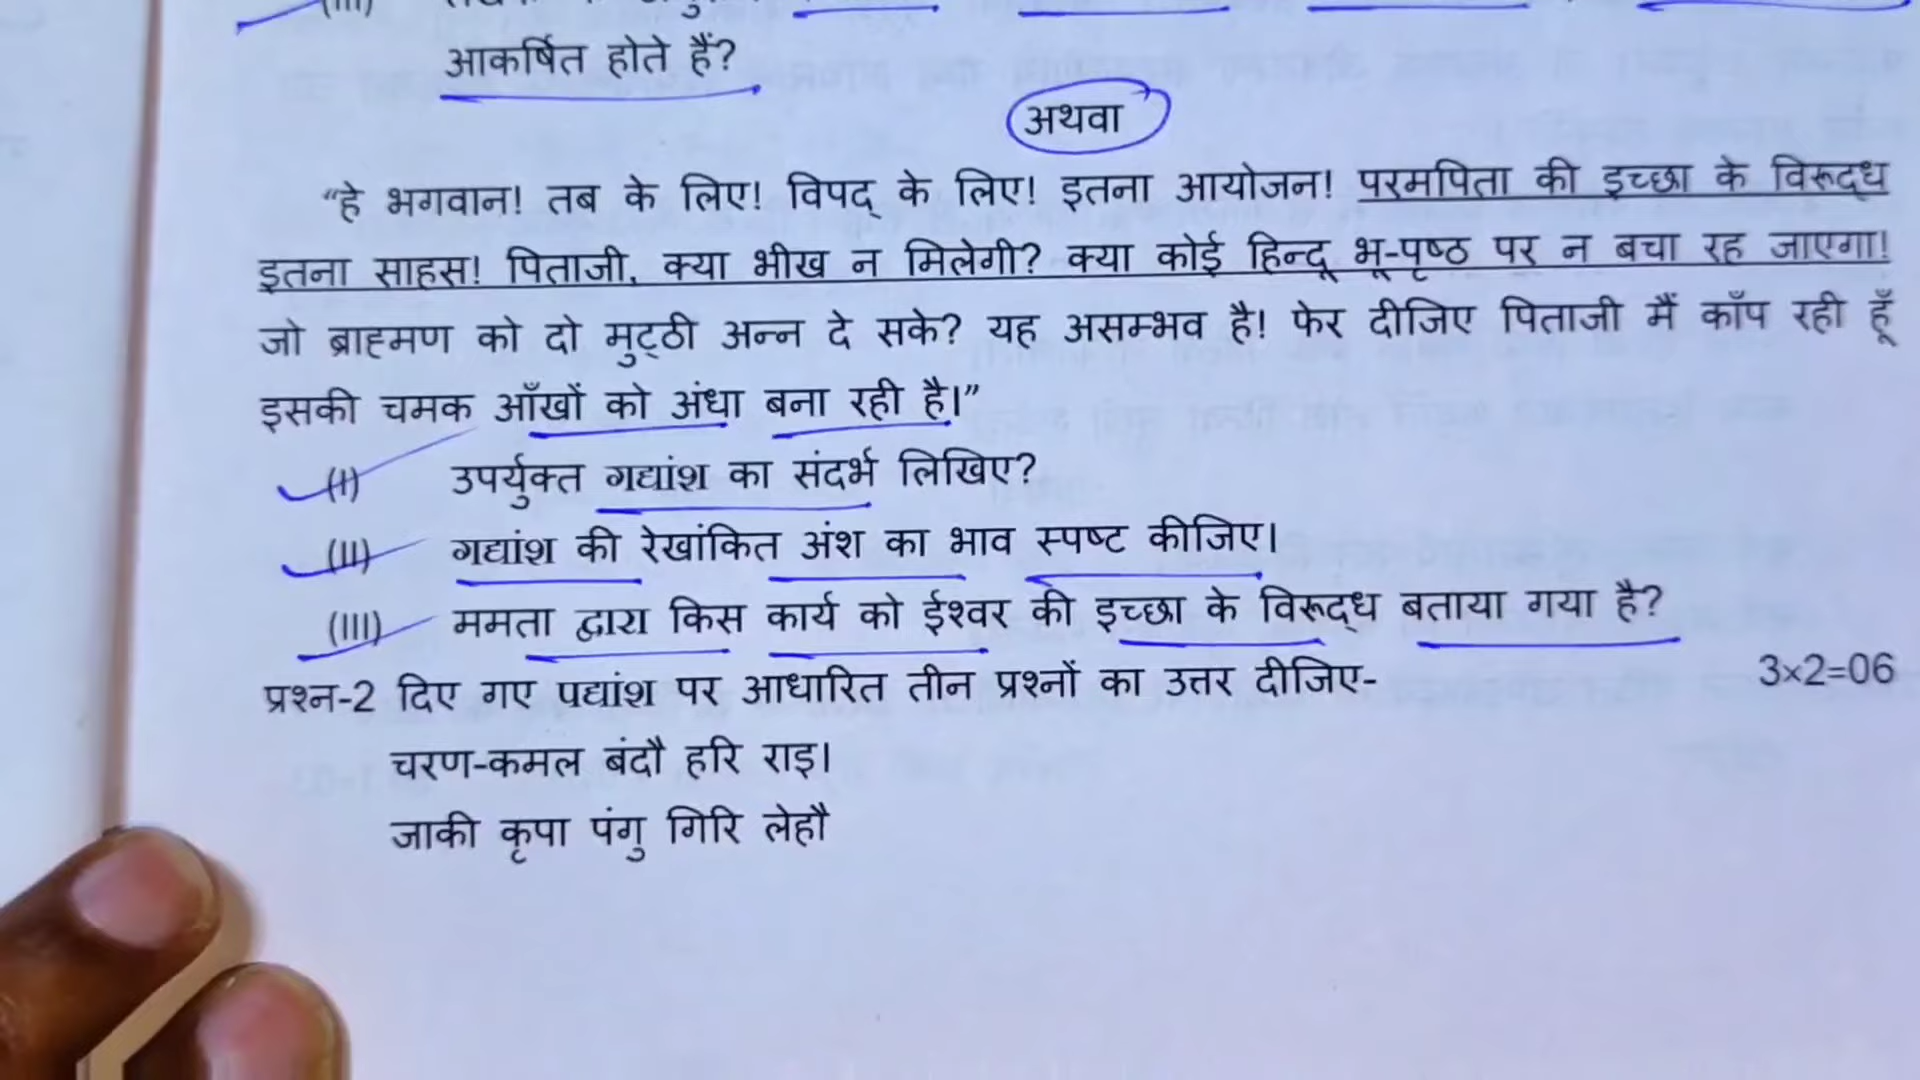 (III)
आकर्षित होते हैं?
अथवा
“हे भगवान! तब के लिए! विपद् के लिए! इतना आयोजन! परमपिता की इच्छा के विरूद्ध
इतना साहस! पिताजी, क्या भीख न मिलेगी? क्या कोई हिन्दू भू-पृष्ठ पर न बचा रह जाएगा!
जो ब्राह्मण को दो मुट्ठी अन्न दे सके? यह असम्भव है! फेर दीजिए पिताजी मैं काँप रही हूँ
इसकी चमक आँखों को अंधा बना रही है।”
(I) उपर्युक्त गद्यांश का संदर्भ लिखिए?
(II) गद्यांश की रेखांकित अंश का भाव स्पष्ट कीजिए।
(III) ममता द्वारा किस कार्य को ईश्वर की इच्छा के विरूद्ध बताया गया है?
प्रश्न-2 दिए गए पद्यांश पर आधारित तीन प्रश्नों का उत्तर दीजिए- 3×2=06
चरण-कमल बंदौ हरि राइ।
जाकी कृपा पंगु गिरि लेहौ